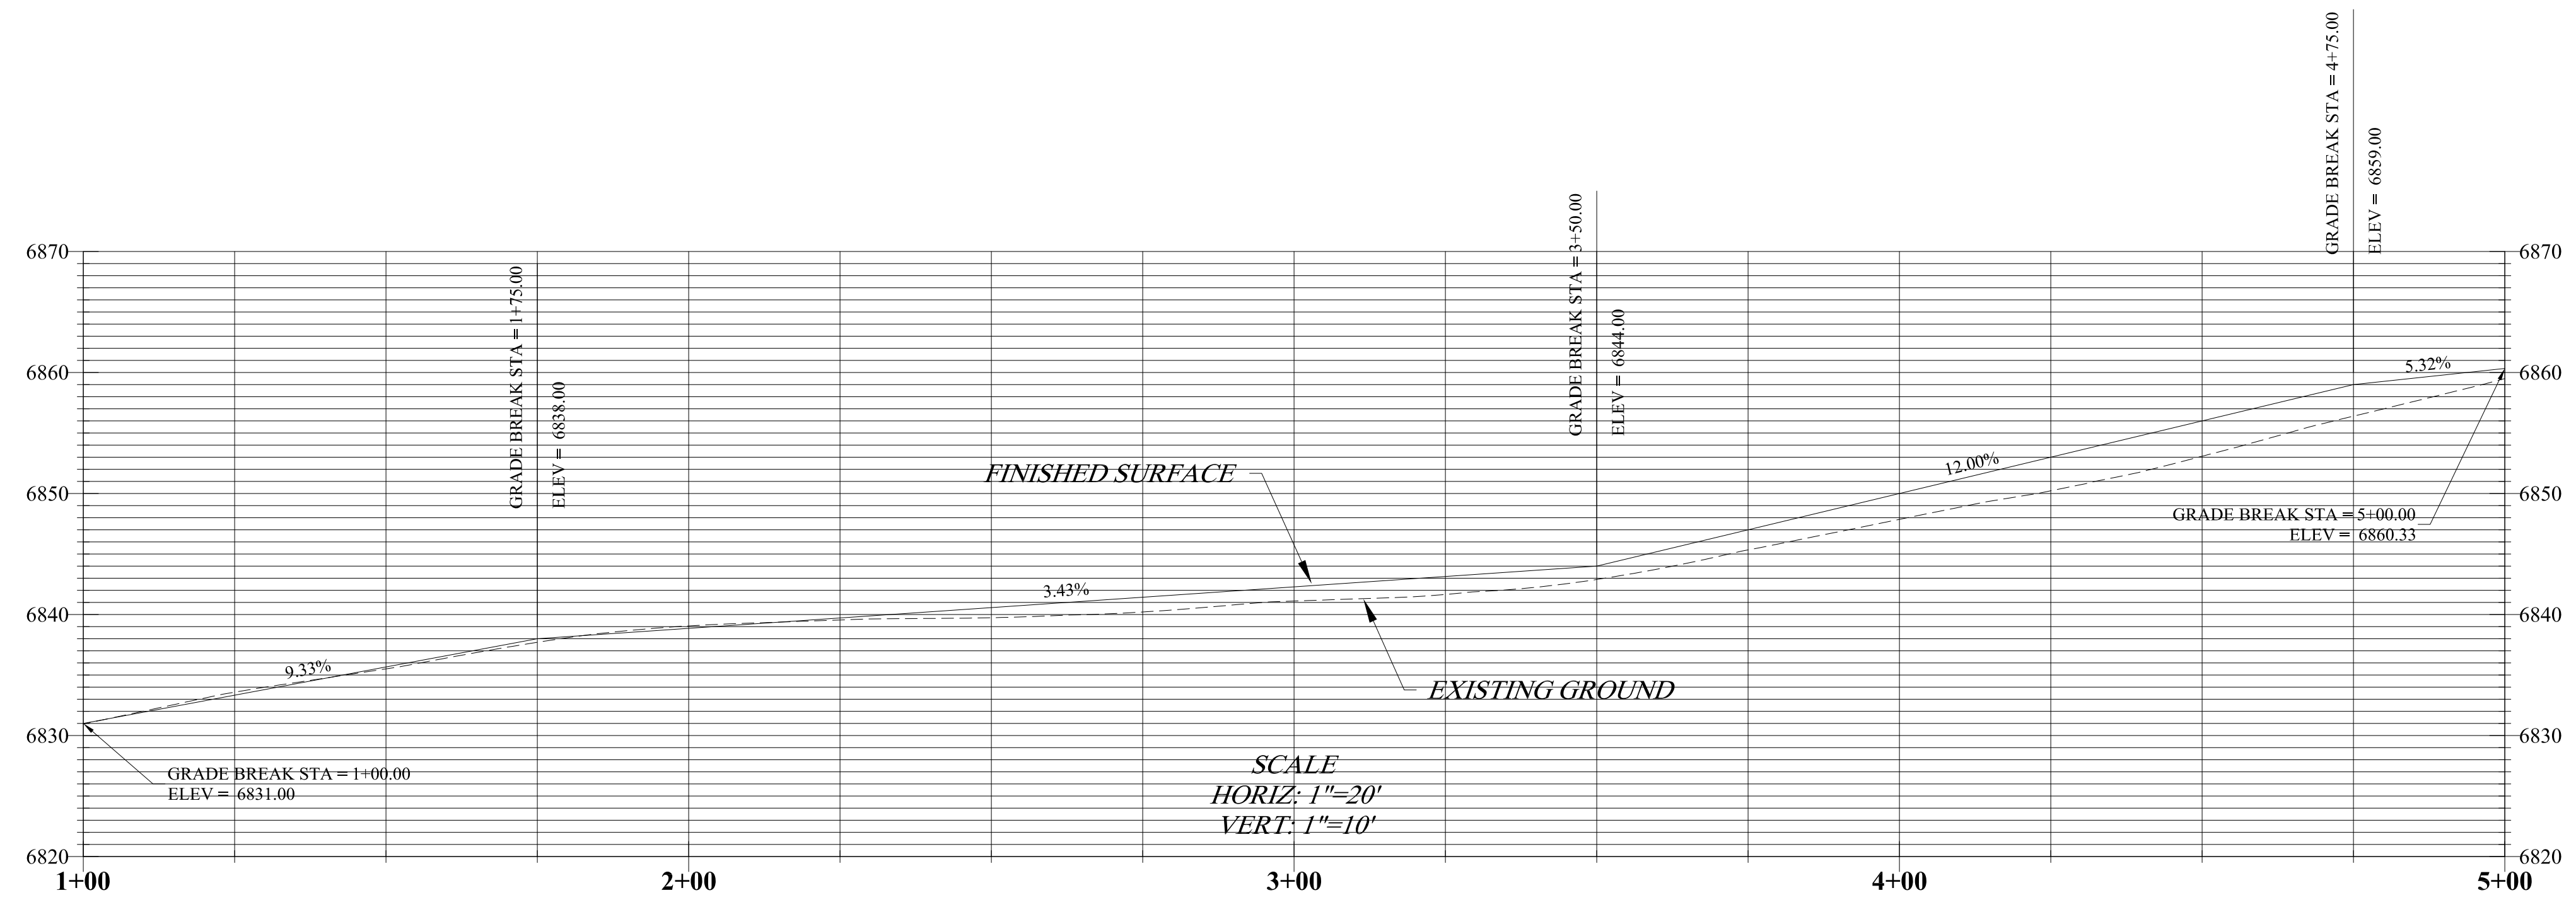 GRADE BREAK STA = 4+75.00
ELEV = 6859.00
GRADE BREAK STA = 3+50.00
ELEV = 6844.00
GRADE BREAK STA = 1+75.00
ELEV = 6838.00
6870
6870
6860
6860
5.32%
12.00%
FINISHED SURFACE
6850
6850
GRADE BREAK STA = 5+00.00
ELEV = 6860.33
3.43%
6840
6840
9.33%
EXISTING GROUND
6830
6830
GRADE BREAK STA = 1+00.00
ELEV = 6831.00
SCALE
HORIZ: 1"=20'
VERT: 1"=10'
6820
6820
1+00
2+00
3+00
4+00
5+00